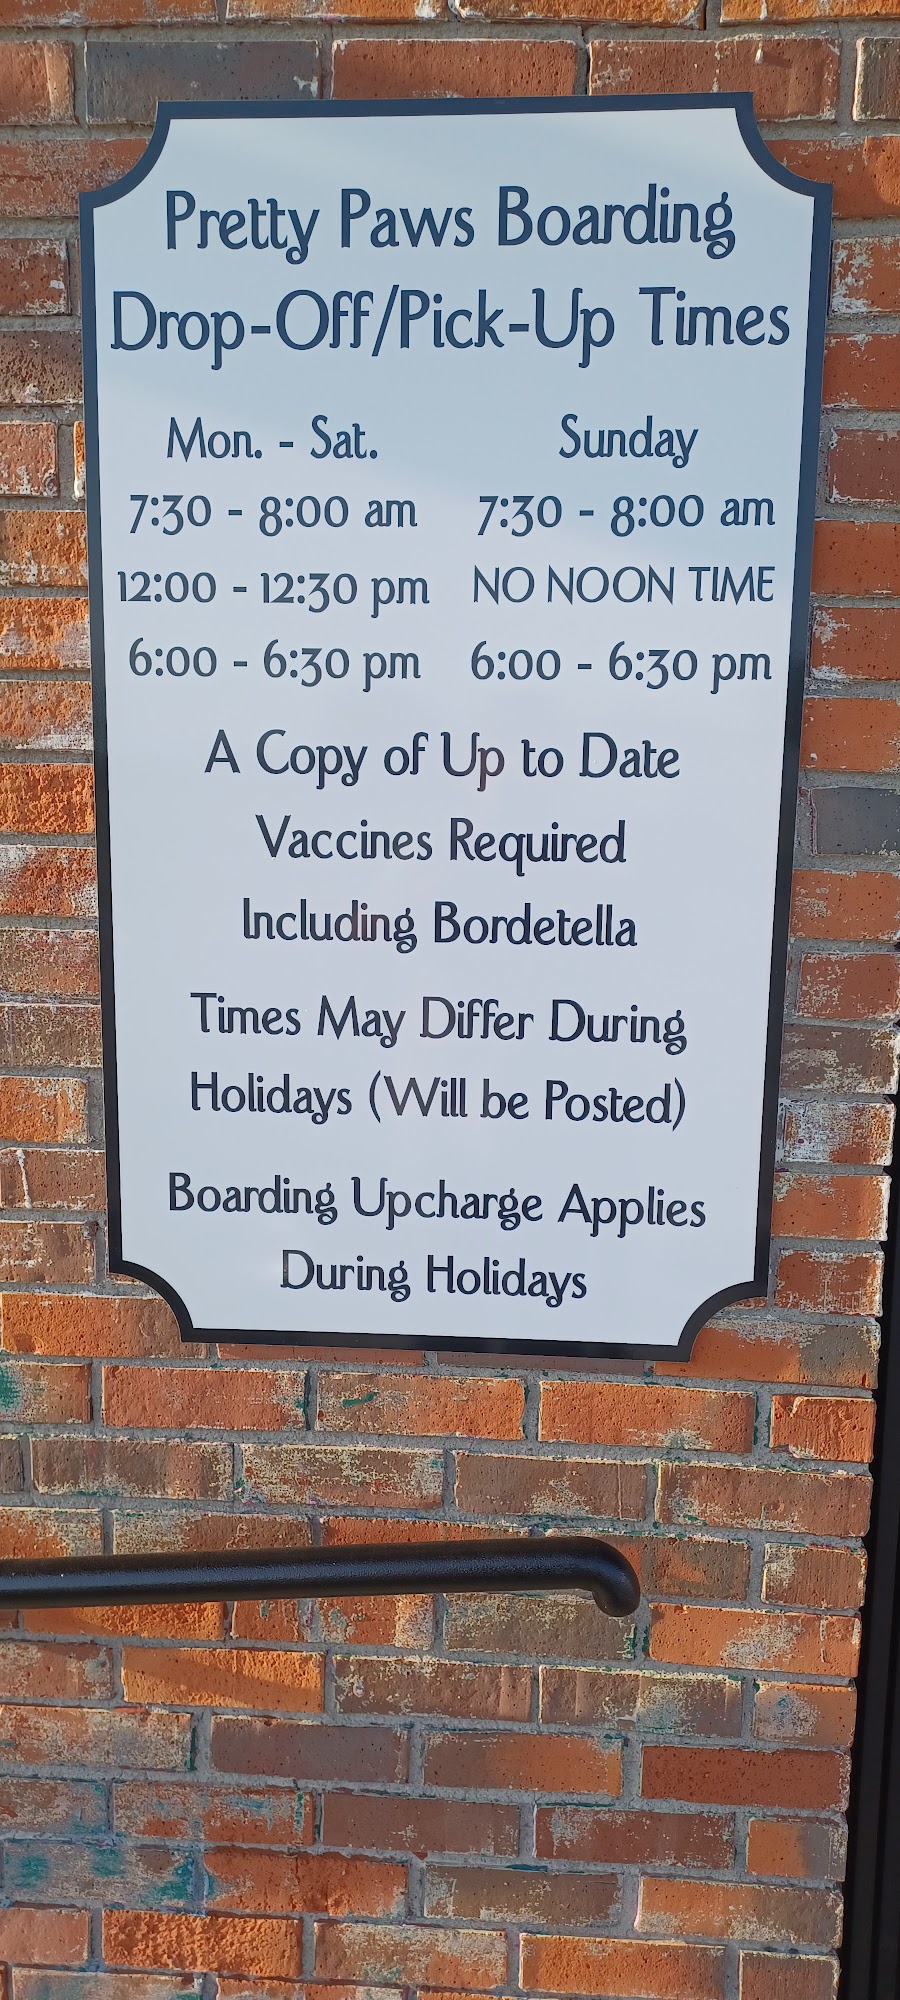 Pretty Paws Boarding
Drop-Off/Pick-Up Times
Mon. - Sat. Sunday
7:30 - 8:00 am 7:30 - 8:00 am
12:00 - 12:30 pm NO NOON TIME
6:00 - 6:30 pm 6:00 - 6:30 pm
A Copy of Up to Date
Vaccines Required
Including Bordetella
Times May Differ During
Holidays (Will be Posted)
Boarding Upcharge Applies
During Holidays